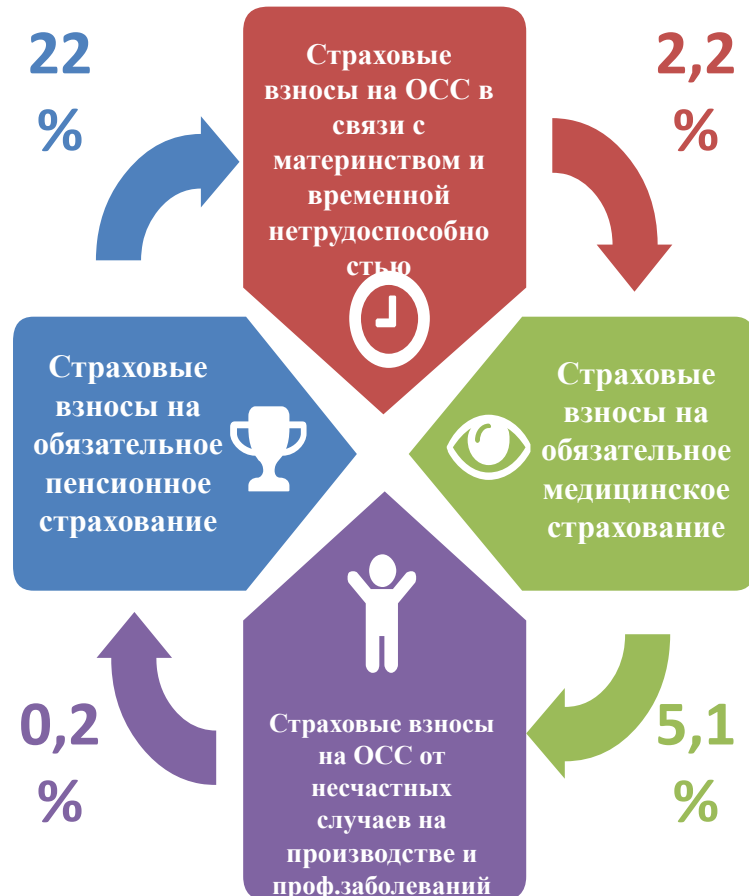 22
%
Страховые
взносы на ОСС в
связи с
материнством и
временной
нетрудоспособно
стью
2,2
%
Страховые
взносы на
обязательное
пенсионное
страхование
Страховые
взносы на
обязательное
медицинское
страхование
0,2
%
Страховые взносы
на ОСС от
несчастных
случаев на
производстве и
проф.заболеваний
5,1
%